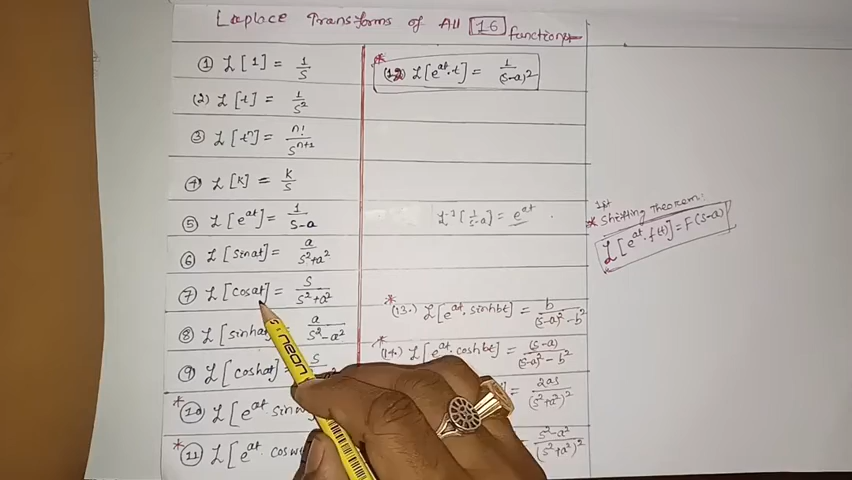 Laplace Transforms of All 16 functions
① L[1] = 1/s
(2) L[t] = 1/s²
③ L[tⁿ] = n!/sⁿ⁺¹
④ L[k] = k/s
⑤ L[eᵃᵗ] = 1/s-a
⑥ L[sinat] = a/s²+a²
⑦ L[cosat] = s/s²+a²
⑧ L[sinhat] = a/s²-a²
⑨ L[coshat] = s
* ⑩ L[eᵃᵗ sin
* ⑪ L[eᵃᵗ cos
* (12) L[eᵃᵗ.t] = 1/(s-a)²
L⁻¹[1/s-a] = eᵃᵗ
* (13.) L[eᵃᵗ. sinhbt] = b/(s-a)²-b²
* (14.) L[eᵃᵗ. coshbt] = (s-a)/(s-a)²-b²
] = 2as/(s²+a²)²
s²-a²/(s²+a²)²
1st
* Shifting Theorem:
L[eᵃᵗ.f(t)] = F(s-a)
neon